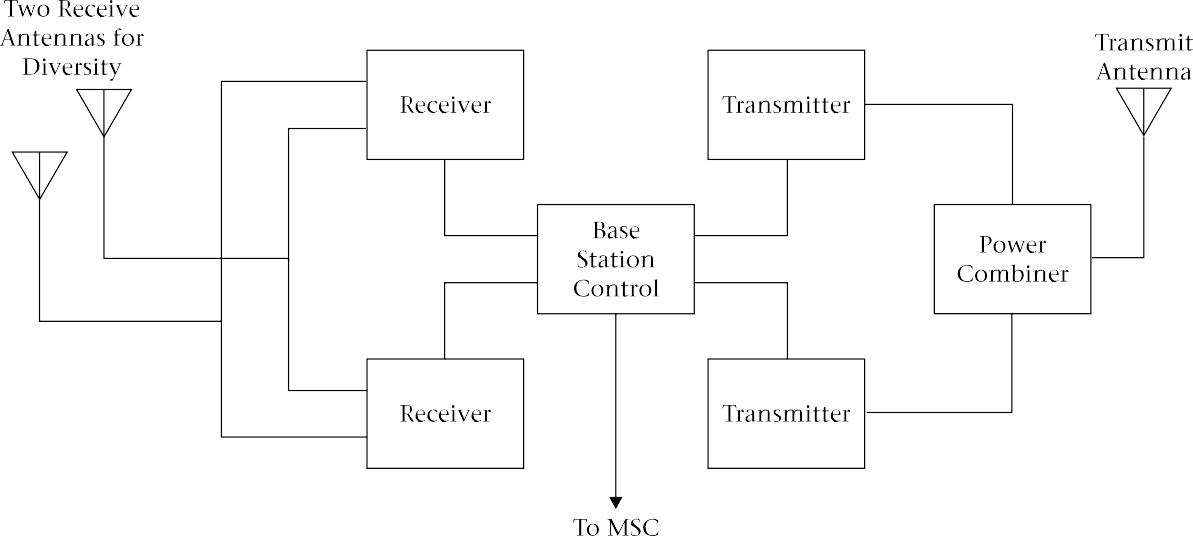 Two Receive
Antennas for
Diversity
Transmit
Antenna
Receiver
Transmitter
Base
Station
Control
Power
Combiner
Receiver
Transmitter
To MSC